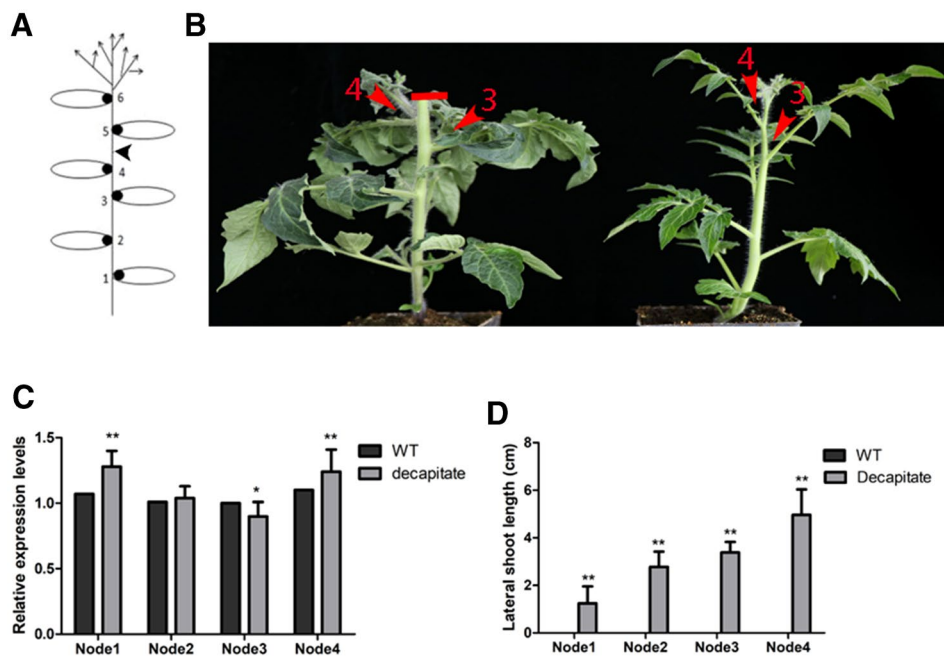 A
B
6
5
4
3
2
1
4
3
4
3
C
Relative expression levels
1.5
1.0
0.5
0.0
**
*
**
WT
decapitate
Node1 Node2 Node3 Node4
D
Lateral shoot length (cm)
8
6
4
2
0
**
**
**
**
WT
Decapitate
Node1 Node2 Node3 Node4